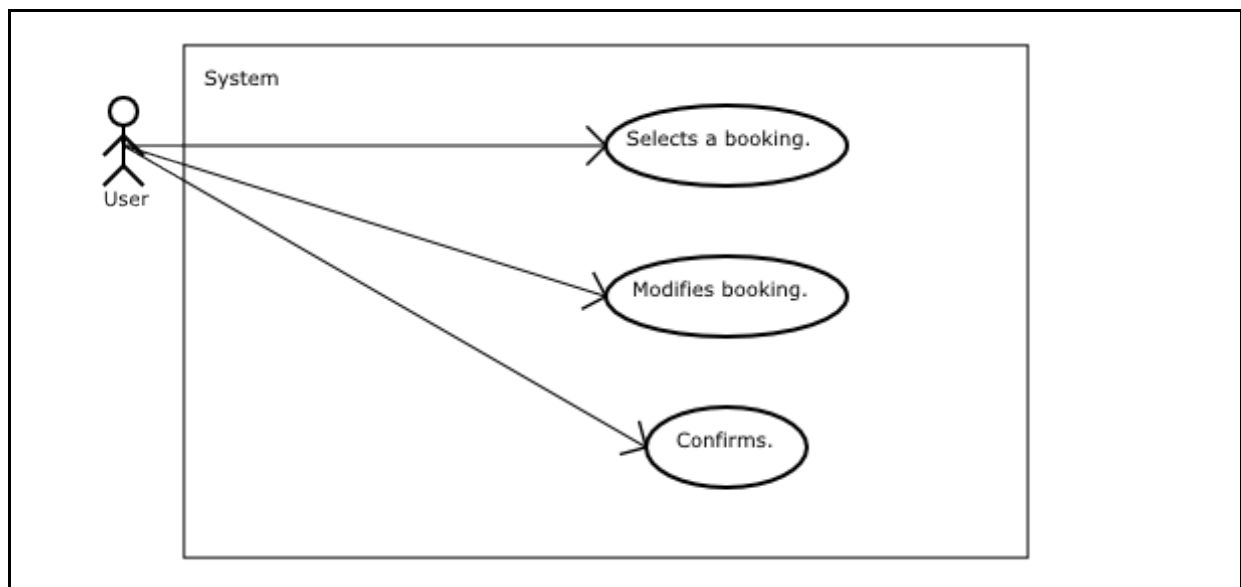 System
Selects a booking.
User
Modifies booking.
Confirms.